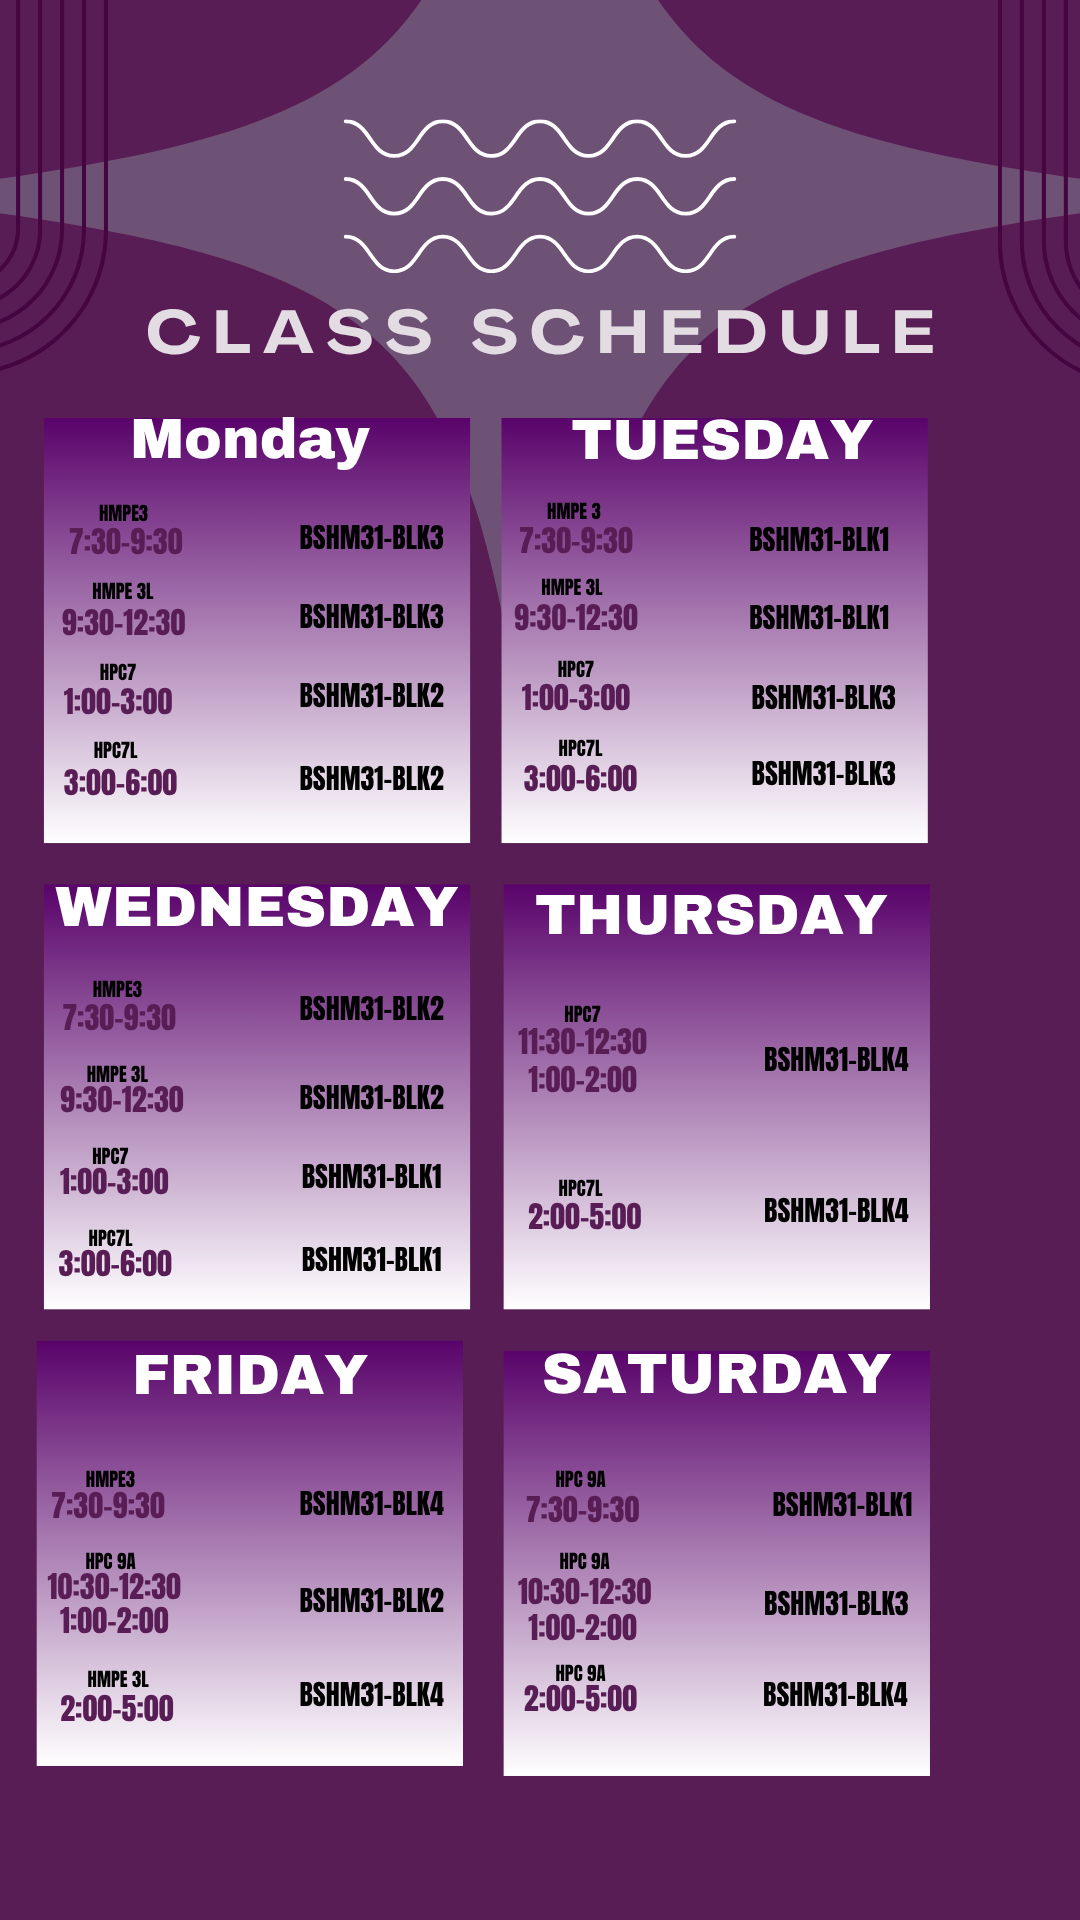 CLASS SCHEDULE
Monday
HMPE3
7:30-9:30
BSHM31-BLK3
HMPE 3L
9:30-12:30
BSHM31-BLK3
HPC7
1:00-3:00
BSHM31-BLK2
HPC7L
3:00-6:00
BSHM31-BLK2
TUESDAY
HMPE 3
7:30-9:30
BSHM31-BLK1
HMPE 3L
9:30-12:30
BSHM31-BLK1
HPC7
1:00-3:00
BSHM31-BLK3
HPC7L
3:00-6:00
BSHM31-BLK3
WEDNESDAY
HMPE3
7:30-9:30
BSHM31-BLK2
HMPE 3L
9:30-12:30
BSHM31-BLK2
HPC7
1:00-3:00
BSHM31-BLK1
HPC7L
3:00-6:00
BSHM31-BLK1
THURSDAY
HPC7
11:30-12:30
1:00-2:00
BSHM31-BLK4
HPC7L
2:00-5:00
BSHM31-BLK4
FRIDAY
HMPE3
7:30-9:30
BSHM31-BLK4
HPC 9A
10:30-12:30
1:00-2:00
BSHM31-BLK2
HMPE 3L
2:00-5:00
BSHM31-BLK4
SATURDAY
HPC 9A
7:30-9:30
BSHM31-BLK1
HPC 9A
10:30-12:30
1:00-2:00
BSHM31-BLK3
HPC 9A
2:00-5:00
BSHM31-BLK4